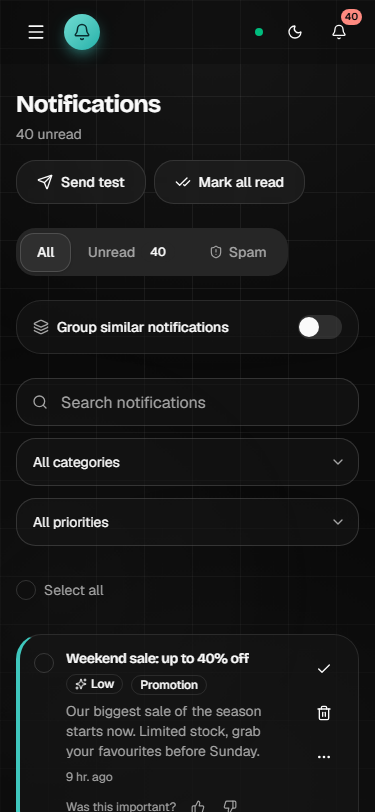 40
Notifications
40 unread
Send test
Mark all read
All
Unread 40
Spam
Group similar notifications
Search notifications
All categories
All priorities
Select all
Weekend sale: up to 40% off
Low
Promotion
Our biggest sale of the season
starts now. Limited stock, grab
your favourites before Sunday.
9 hr. ago
Was this important?